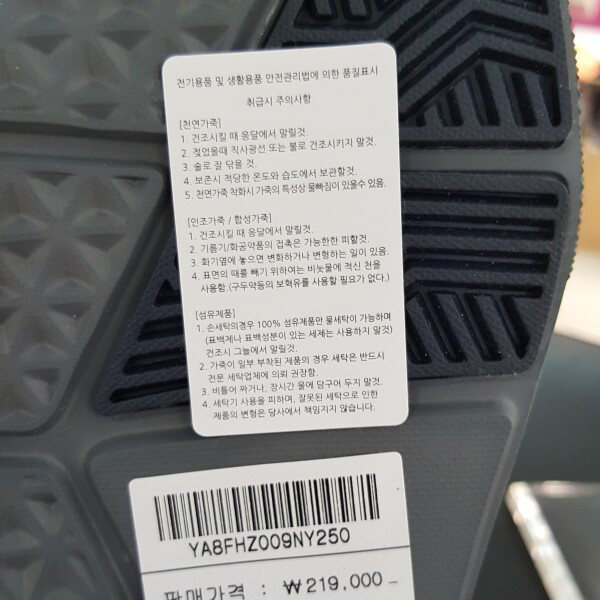 전기용품 및 생활용품 안전관리법에 의한 품질표시
취급시 주의사항
[천연가죽]
1. 건조시킬 때 응달에서 말릴것.
2. 젖었을때 직사광선 또는 불로 건조시키지 말것.
3. 솔로 잘 닦을 것.
4. 보존시 적당한 온도와 습도에서 보관할것.
5. 천연가죽 착화시 가죽의 특성상 물빠짐이 있을수 있음.
[인조가죽 / 합성가죽]
1. 건조시킬 때 응달에서 말릴것.
2. 기름기/화공약품의 접촉은 가능한한 피할것.
3. 화기옆에 놓으면 변화하거나 변형하는 일이 있음.
4. 표면의 때를 빼기 위하여는 비눗물에 적신 천을
사용함.(구두약등의 보혁유를 사용할 필요가 없다.)
[섬유제품]
1. 손세탁의경우 100% 섬유제품만 물세탁이 가능하며
(표백제나 표백성분이 있는 세제는 사용하지 말것)
건조시 그늘에서 말릴것.
2. 가죽이 일부 부착된 제품의 경우 세탁은 반드시
전문 세탁업체에 의뢰 권장함.
3. 비틀어 짜거나, 장시간 물에 담구어 두지 말것.
4. 세탁기 사용을 피하며, 잘못된 세탁으로 인한
제품의 변형은 당사에서 책임지지 않습니다.
YA8FHZ009NY250
판매가격 : ₩219,000-